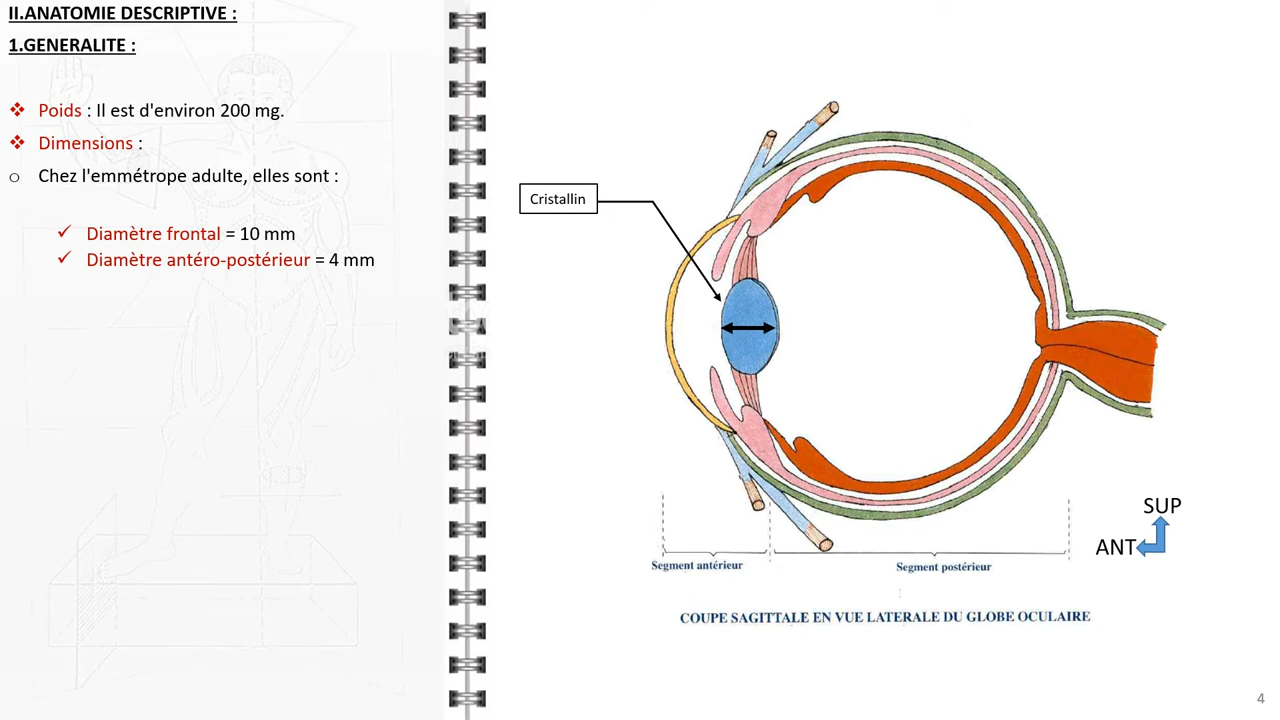 II.ANATOMIE DESCRIPTIVE :
1.GENERALITE :
❖ Poids : Il est d'environ 200 mg.
❖ Dimensions :
o Chez l'emmétrope adulte, elles sont :
✓ Diamètre frontal = 10 mm
✓ Diamètre antéro-postérieur = 4 mm
Cristallin
SUP
ANT
Segment antérieur
Segment postérieur
COUPE SAGITTALE EN VUE LATERALE DU GLOBE OCULAIRE
4